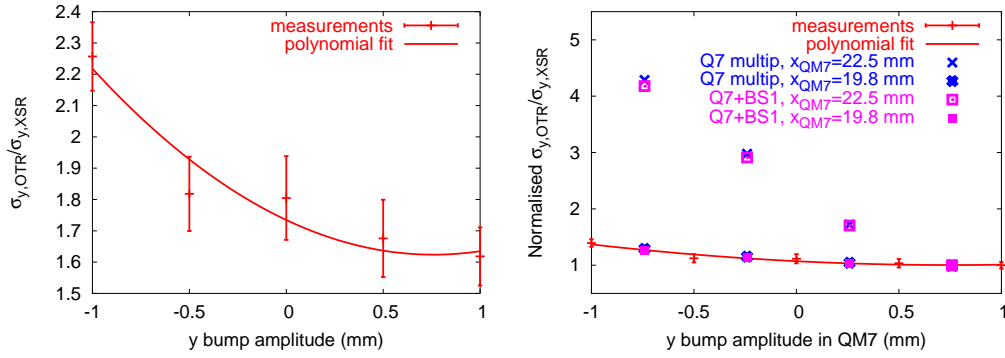 2.4
2.3
2.2
2.1
2
1.9
1.8
1.7
1.6
1.5
-1
-0.5
0
0.5
1
σy,OTR/σy,XSR
y bump amplitude (mm)
measurements
polynomial fit
5
4
3
2
1
-1
-0.5
0
0.5
1
Normalised σy,OTR/σy,XSR
y bump amplitude in QM7 (mm)
measurements
polynomial fit
Q7 multip, xQM7=22.5 mm
Q7 multip, xQM7=19.8 mm
Q7+BS1, xQM7=22.5 mm
Q7+BS1, xQM7=19.8 mm